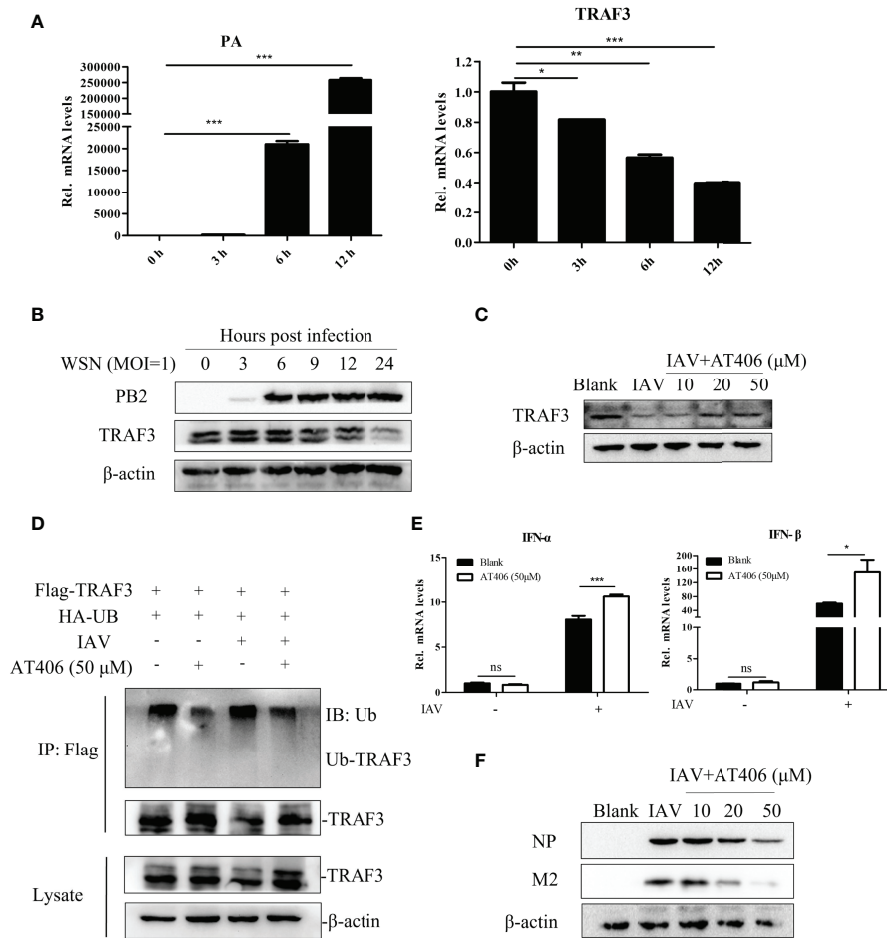 A
PA
***
***
Rel. mRNA levels
300000
250000
200000
150000
100000
25000
20000
15000
10000
5000
0
0 h
3 h
6 h
12 h
TRAF3
***
**
*
Rel. mRNA levels
1.2
1.0
0.8
0.6
0.4
0.2
0.0
0h
3h
6h
12h
B
Hours post infection
WSN (MOI=1) 0 3 6 9 12 24
PB2
TRAF3
β-actin
C
IAV+AT406 (μM)
Blank IAV 10 20 50
TRAF3
β-actin
D
Flag-TRAF3 + + + +
HA-UB + + + +
IAV - - + +
AT406 (50 μM) - + - +
IP: Flag
IB: Ub
Ub-TRAF3
-TRAF3
Lysate
-TRAF3
-β-actin
E
IFN-α
Blank
AT406 (50μM)
***
ns
Rel. mRNA levels
15
10
5
0
IAV - +
IFN- β
Blank
AT406 (50μM)
*
ns
Rel. mRNA levels
200
180
160
140
120
100
80
60
40
10
5
0
IAV - +
F
IAV+AT406 (μM)
Blank IAV 10 20 50
NP
M2
β-actin